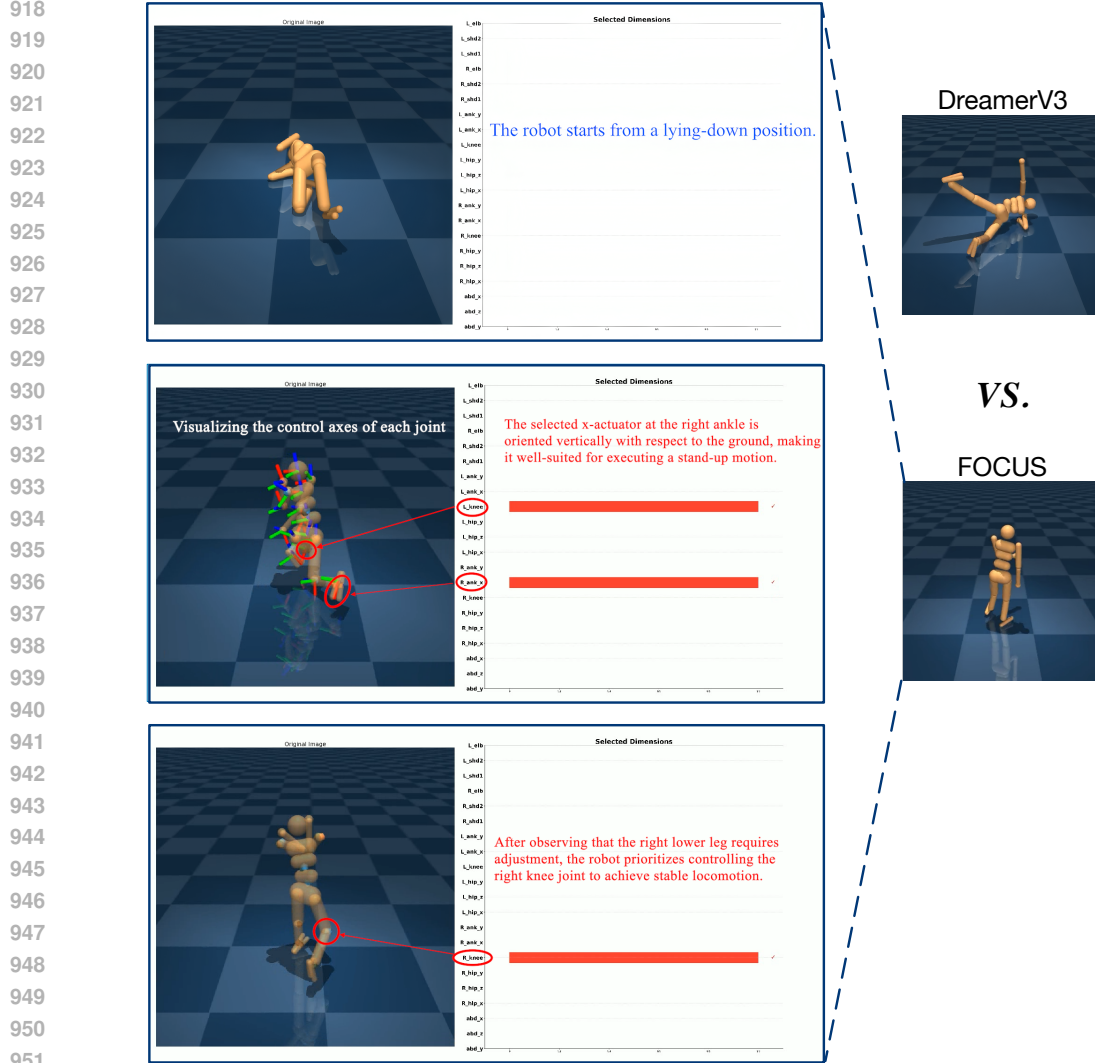 918
919
920
921
922
923
924
925
926
927
928
929
930
931
932
933
934
935
936
937
938
939
940
941
942
943
944
945
946
947
948
949
950
951
Original Image
Selected Dimensions
L_elb
L_shd2
L_shd1
R_elb
R_shd2
R_shd1
L_ank_y
L_ank_x
L_knee
L_hip_y
L_hip_z
L_hip_x
R_ank_y
R_ank_x
R_knee
R_hip_y
R_hip_z
R_hip_x
abd_x
abd_z
abd_y
The robot starts from a lying-down position.
Original Image
Selected Dimensions
Visualizing the control axes of each joint
L_elb
L_shd2
L_shd1
R_elb
R_shd2
R_shd1
L_ank_y
L_ank_x
L_knee
L_hip_y
L_hip_z
L_hip_x
R_ank_y
R_ank_x
R_knee
R_hip_y
R_hip_z
R_hip_x
abd_x
abd_z
abd_y
The selected x-actuator at the right ankle is
oriented vertically with respect to the ground, making
it well-suited for executing a stand-up motion.
Original Image
Selected Dimensions
L_elb
L_shd2
L_shd1
R_elb
R_shd2
R_shd1
L_ank_y
L_ank_x
L_knee
L_hip_y
L_hip_z
L_hip_x
R_ank_y
R_ank_x
R_knee
R_hip_y
R_hip_z
R_hip_x
abd_x
abd_z
abd_y
After observing that the right lower leg requires
adjustment, the robot prioritizes controlling the
right knee joint to achieve stable locomotion.
DreamerV3
VS.
FOCUS